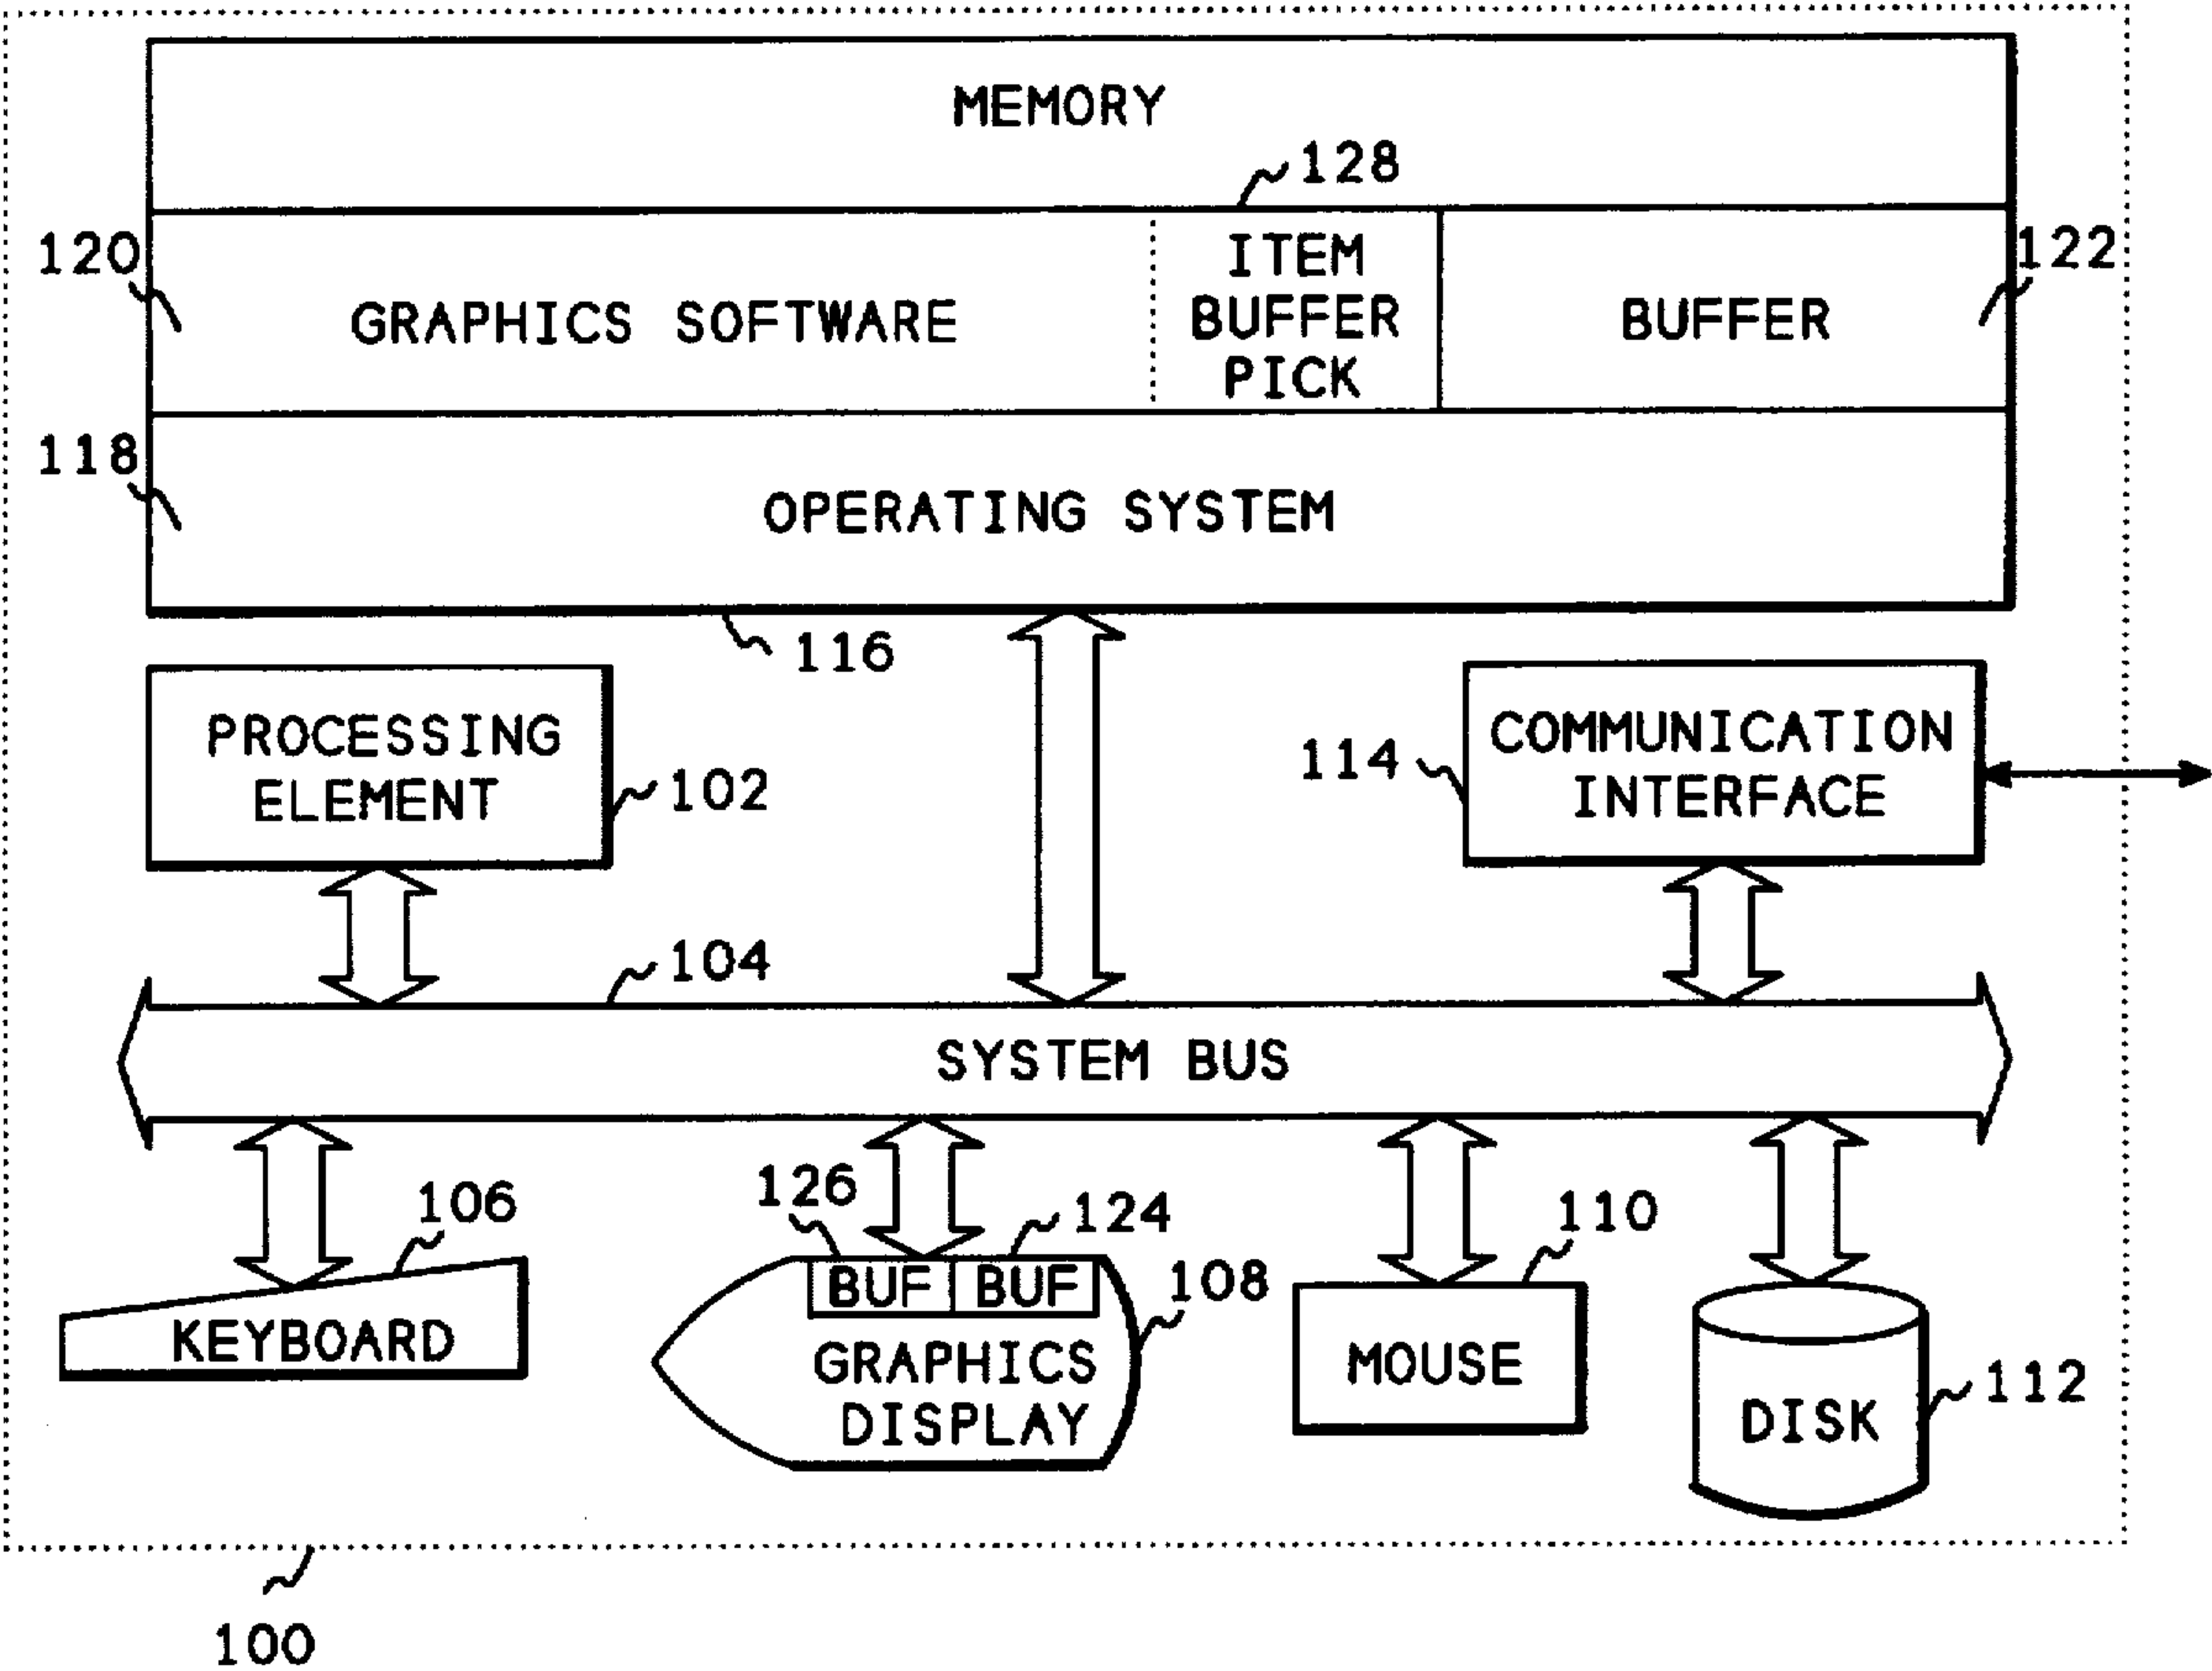 MEMORY
128
120
GRAPHICS SOFTWARE
ITEM
BUFFER
PICK
BUFFER
122
118
OPERATING SYSTEM
116
PROCESSING
ELEMENT
102
114
COMMUNICATION
INTERFACE
104
SYSTEM BUS
106
KEYBOARD
126
124
BUF
BUF
108
GRAPHICS
DISPLAY
110
MOUSE
112
DISK
100